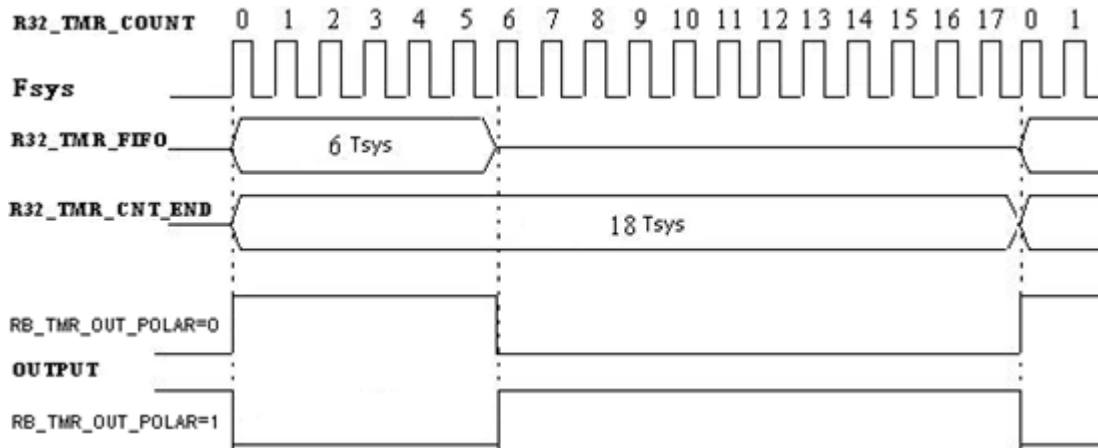 R32_TMR_COUNT 0 1 2 3 4 5 6 7 8 9 10 11 12 13 14 15 16 17 0 1
Fsys
R32_TMR_FIFO 6 Tsys
R32_TMR_CNT_END 18 Tsys
RB_TMR_OUT_POLAR=0
OUTPUT
RB_TMR_OUT_POLAR=1